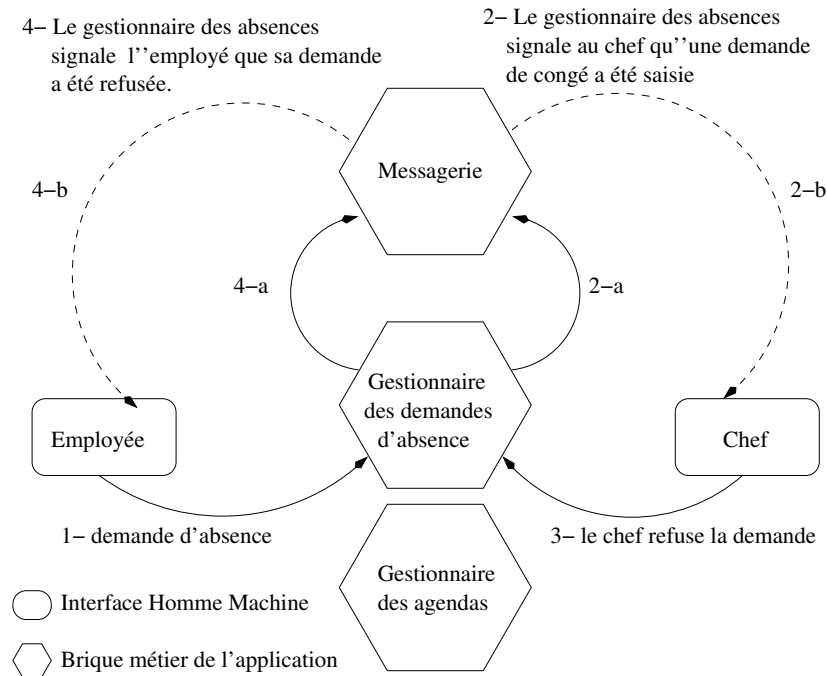 4− Le gestionnaire des absences
signale l''employé que sa demande
a été refusée.
2− Le gestionnaire des absences
signale au chef qu''une demande
de congé a été saisie
Messagerie
4−b
2−b
4−a
2−a
Gestionnaire
des demandes
d'absence
Employée
Chef
1− demande d'absence
3− le chef refuse la demande
Gestionnaire
des agendas
Interface Homme Machine
Brique métier de l'application